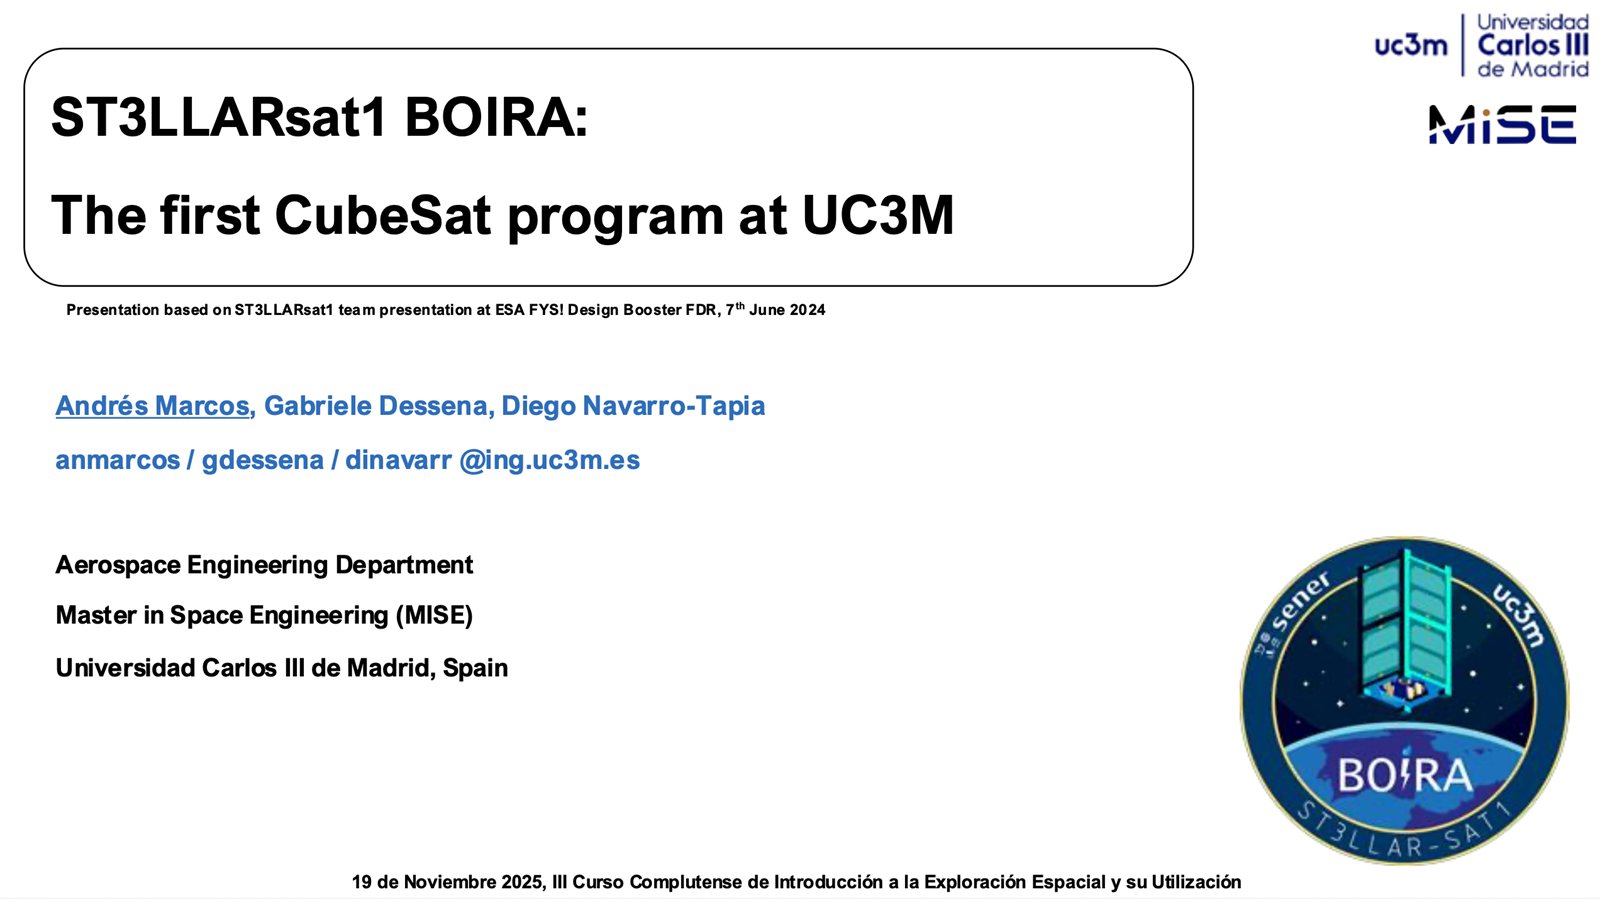 uc3m
Universidad
Carlos III
de Madrid
MiSE
ST3LLARsat1 BOIRA:
The first CubeSat program at UC3M
Presentation based on ST3LLARsat1 team presentation at ESA FYS! Design Booster FDR, 7th June 2024
Andrés Marcos, Gabriele Dessena, Diego Navarro-Tapia
anmarcos / gdessena / dinavarr @ing.uc3m.es
Aerospace Engineering Department
Master in Space Engineering (MISE)
Universidad Carlos III de Madrid, Spain
sener
uc3m
BOiRA
ST3LLAR-SAT1
19 de Noviembre 2025, III Curso Complutense de Introducción a la Exploración Espacial y su Utilización